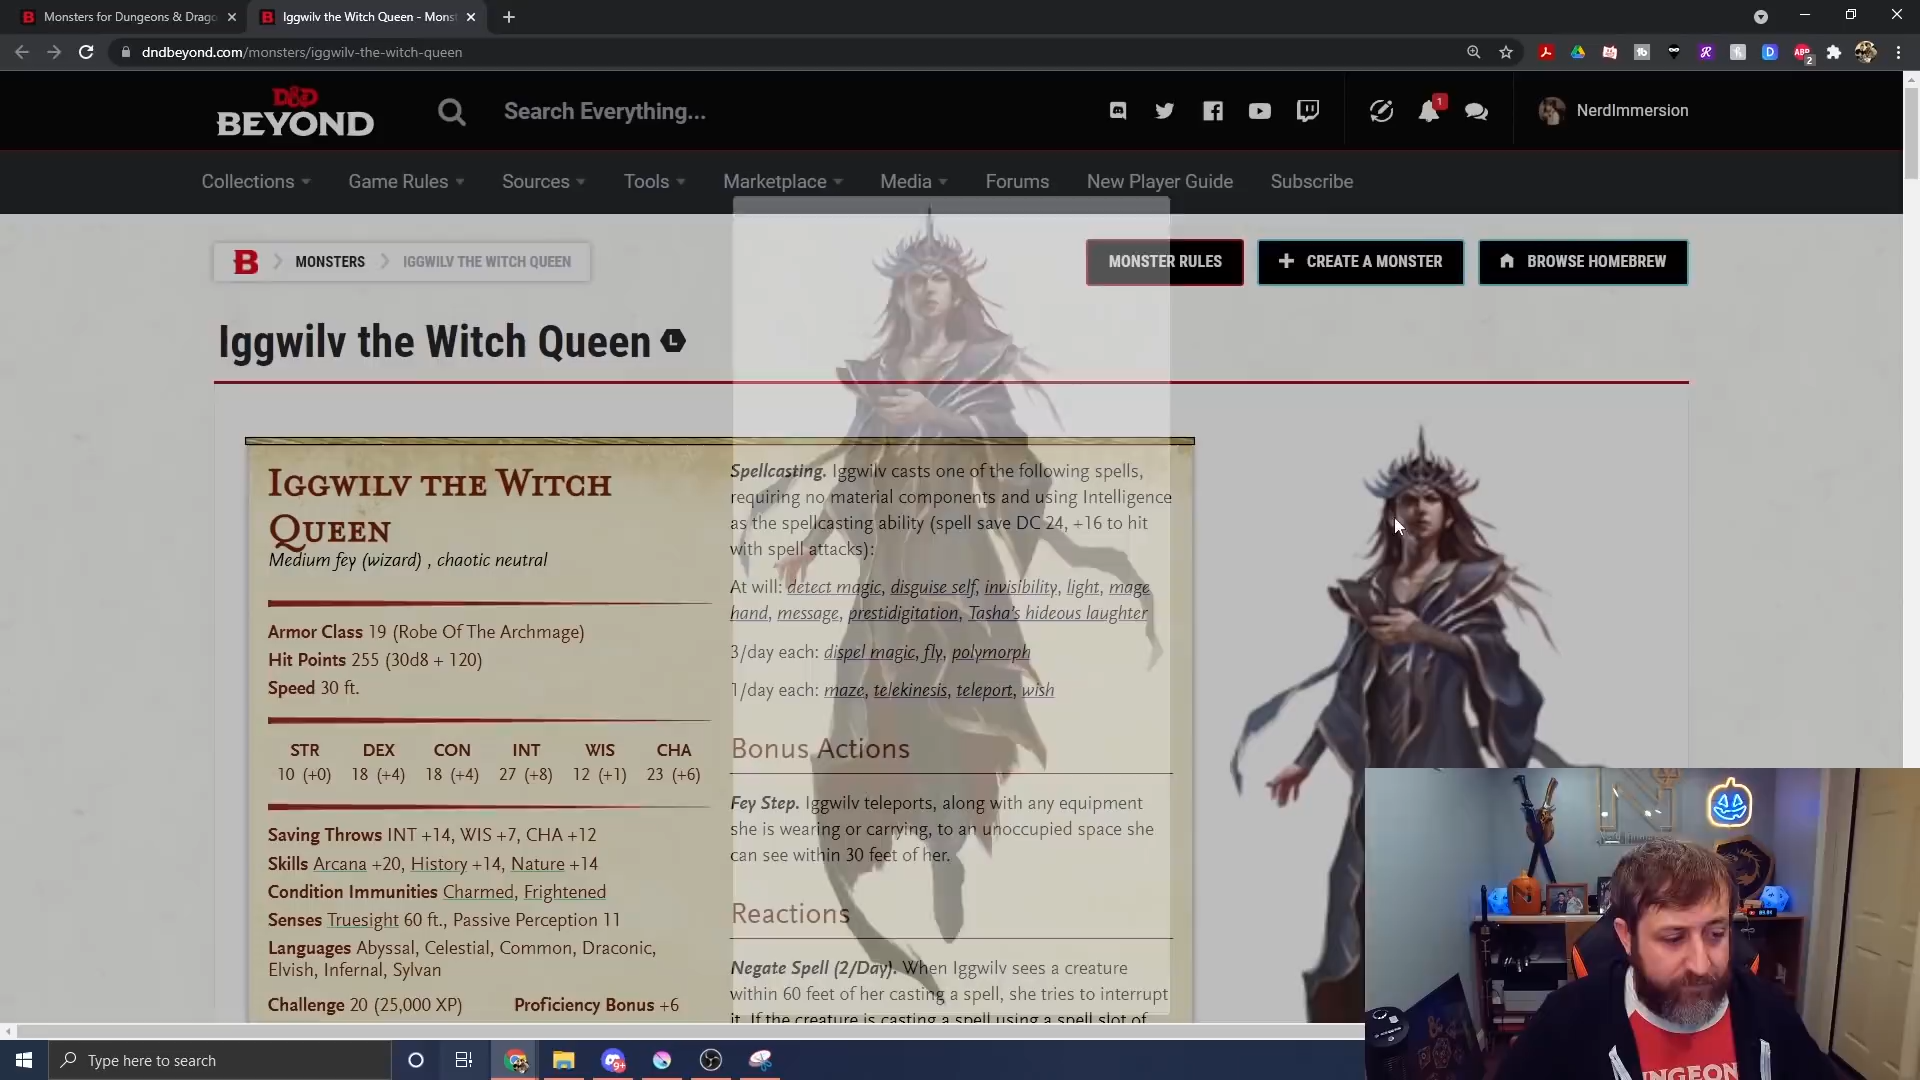 Monsters for Dungeons & Drago
Iggwilv the Witch Queen - Monst
dndbeyond.com/monsters/iggwilv-the-witch-queen
D&D
BEYOND
Search Everything...
1
NerdImmersion
Collections
Game Rules
Sources
Tools
Marketplace
Media
Forums
New Player Guide
Subscribe
B
MONSTERS
IGGWILV THE WITCH QUEEN
MONSTER RULES
CREATE A MONSTER
BROWSE HOMEBREW
Iggwilv the Witch Queen L
Iggwilv the Witch
Queen
Medium fey (wizard) , chaotic neutral
Armor Class 19 (Robe Of The Archmage)
Hit Points 255 (30d8 + 120)
Speed 30 ft.
STR DEX CON INT WIS CHA
10 (+0) 18 (+4) 18 (+4) 27 (+8) 12 (+1) 23 (+6)
Saving Throws INT +14, WIS +7, CHA +12
Skills Arcana +20, History +14, Nature +14
Condition Immunities Charmed, Frightened
Senses Truesight 60 ft., Passive Perception 11
Languages Abyssal, Celestial, Common, Draconic,
Elvish, Infernal, Sylvan
Challenge 20 (25,000 XP)
Proficiency Bonus +6
Spellcasting. Iggwilv casts one of the following spells,
requiring no material components and using Intelligence
as the spellcasting ability (spell save DC 24, +16 to hit
with spell attacks):
At will: detect magic, disguise self, invisibility, light, mage
hand, message, prestidigitation, Tasha's hideous laughter
3/day each: dispel magic, fly, polymorph
1/day each: maze, telekinesis, teleport, wish
Bonus Actions
Fey Step. Iggwilv teleports, along with any equipment
she is wearing or carrying, to an unoccupied space she
can see within 30 feet of her.
Reactions
Negate Spell (2/Day). When Iggwilv sees a creature
within 60 feet of her casting a spell, she tries to interrupt
it. If the creature is casting a spell using a spell slot of
Type here to search